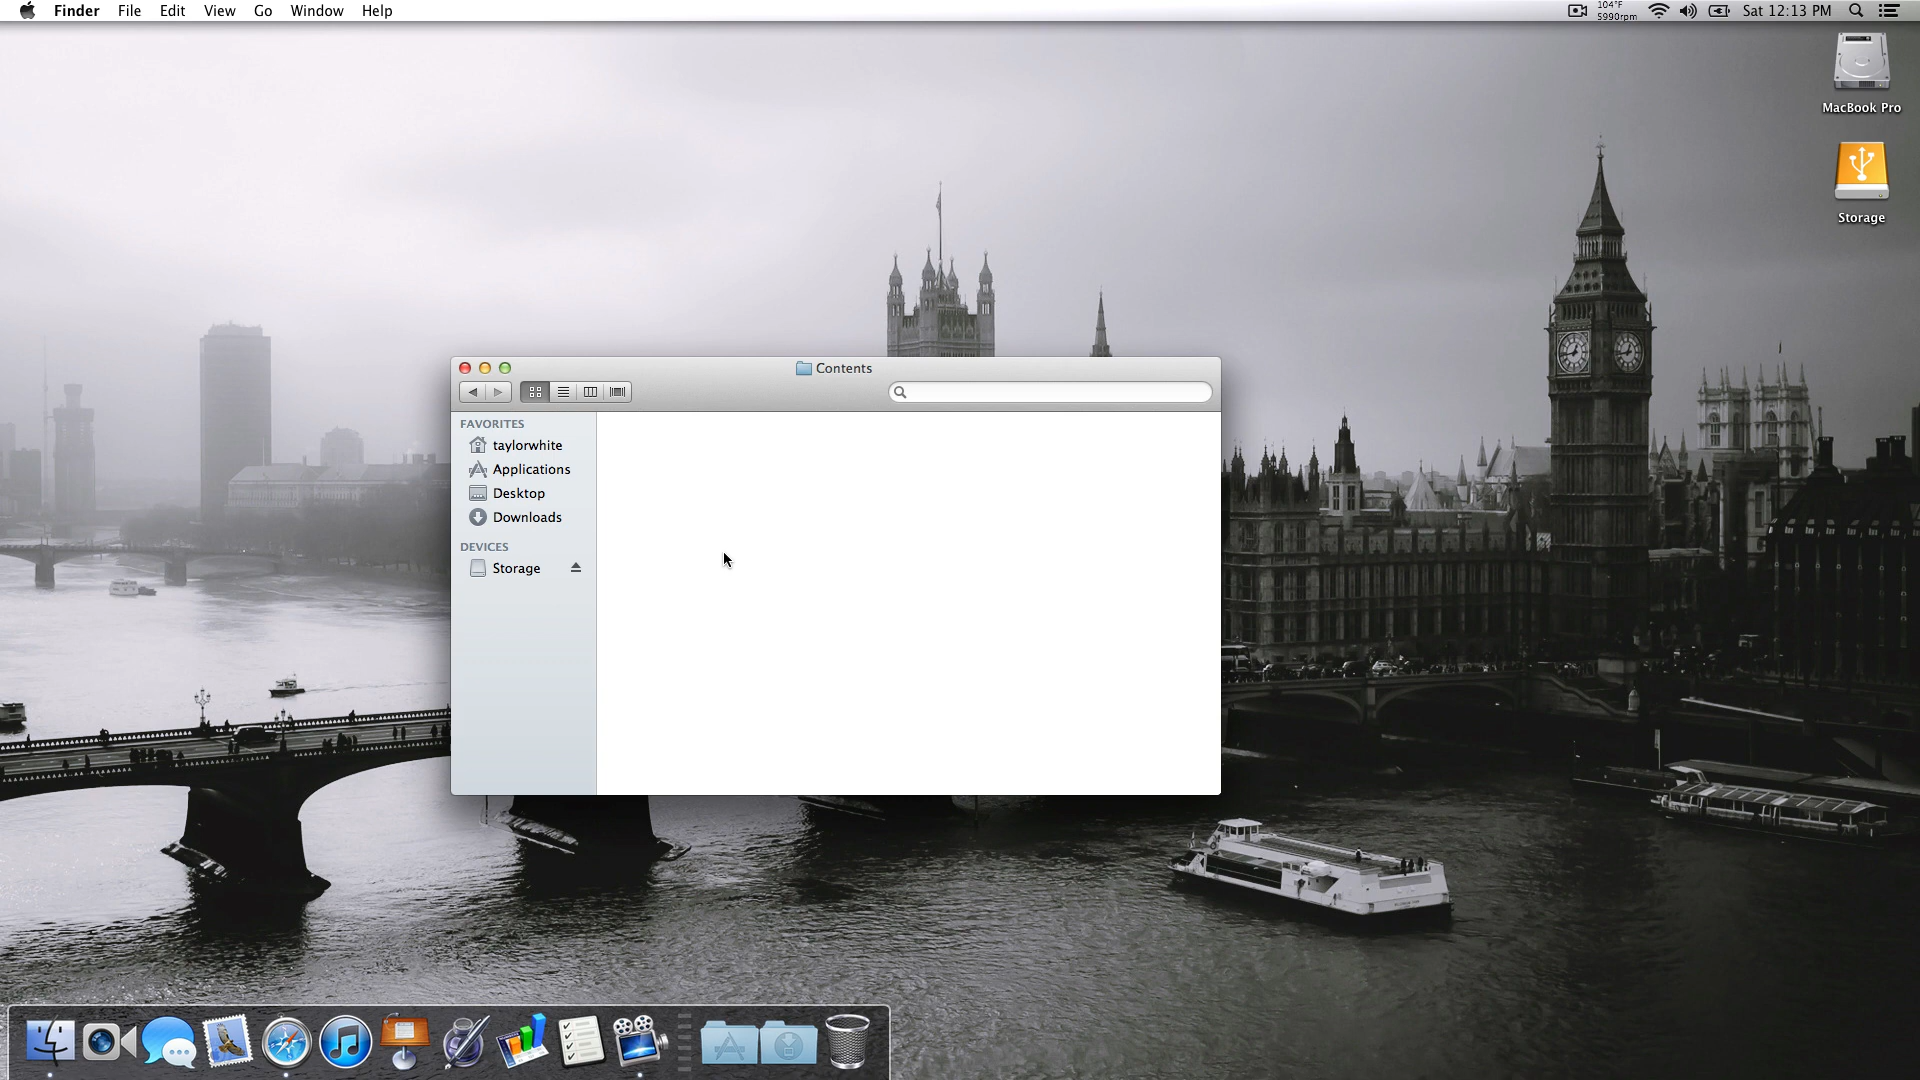 Finder File Edit View Go Window Help
104°F
5990rpm
Sat 12:13 PM
MacBook Pro
Storage
Contents
FAVORITES
taylorwhite
Applications
Desktop
Downloads
DEVICES
Storage